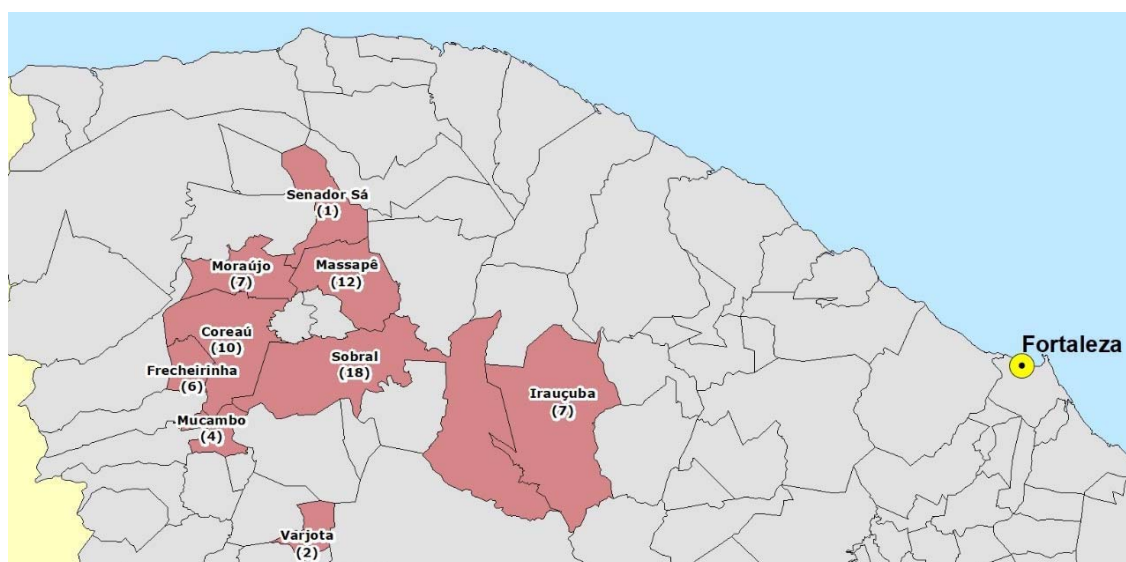 Senador Sá
(1)
Moraújo
(7)
Massapê
(12)
Coreaú
(10)
Sobral
(18)
Fortaleza
Frecheirinha
(6)
Irauçuba
(7)
Mucambo
(4)
Varjota
(2)